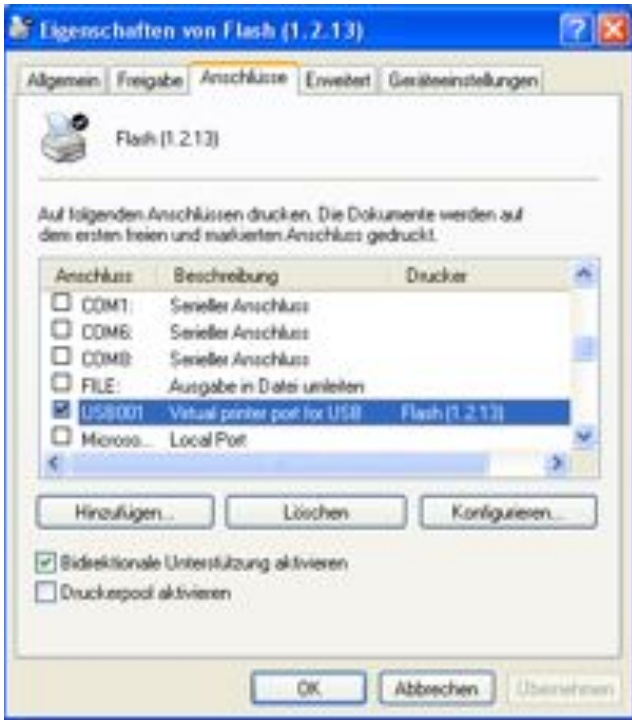 Eigenschaften von Flash (1.2.13)
Allgemein Freigabe Anschlüsse Erweitert Geräteeinstellungen
Flash (1.2.13)
Auf folgenden Anschlüssen drucken. Die Dokumente werden auf
dem ersten freien und markierten Anschluss gedruckt.
Anschluss Beschreibung Drucker
COM1: Serieller Anschluss
COM6: Serieller Anschluss
COM8: Serieller Anschluss
FILE: Ausgabe in Datei umleiten
USB001 Virtual printer port for USB Flash (1.2.13)
Microso... Local Port
Hinzufügen... Löschen Konfigurieren...
Bidirektionale Unterstützung aktivieren
Druckerpool aktivieren
OK Abbrechen Übernehmen